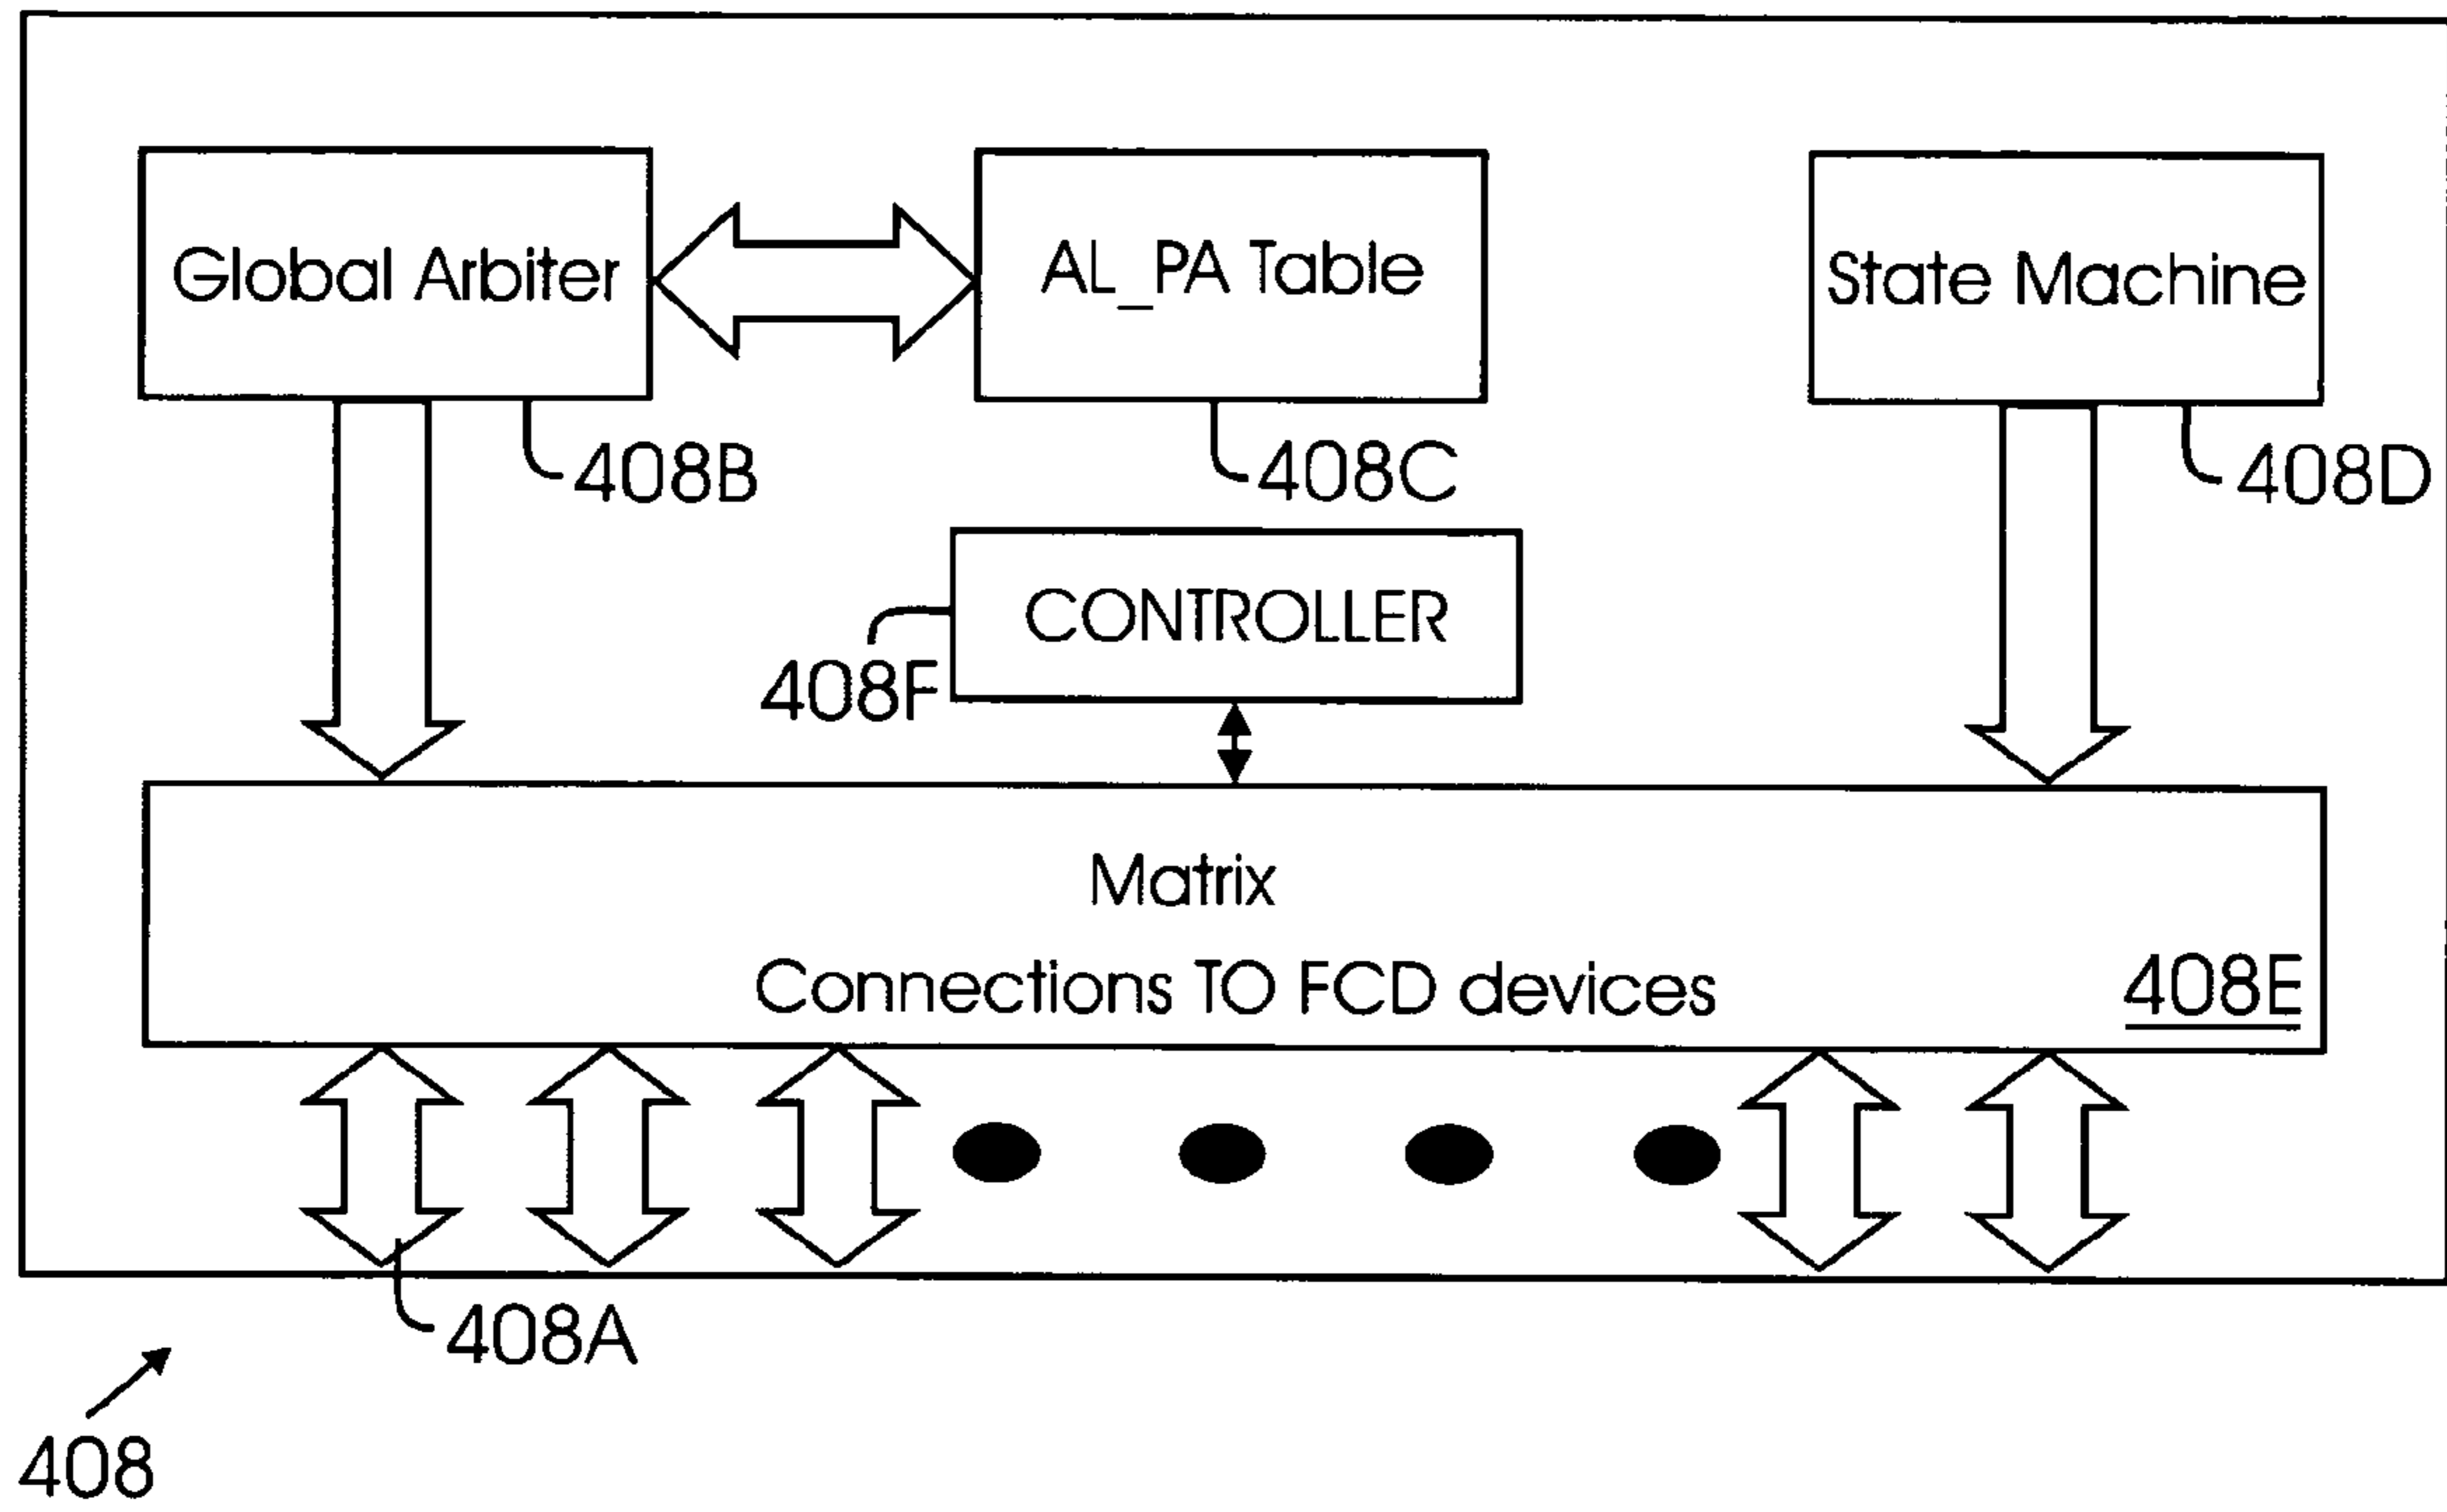 Global Arbiter
AL_PA Table
State Machine
408B
408C
408D
CONTROLLER
408F
Matrix
Connections TO FCD devices
408E
408A
408